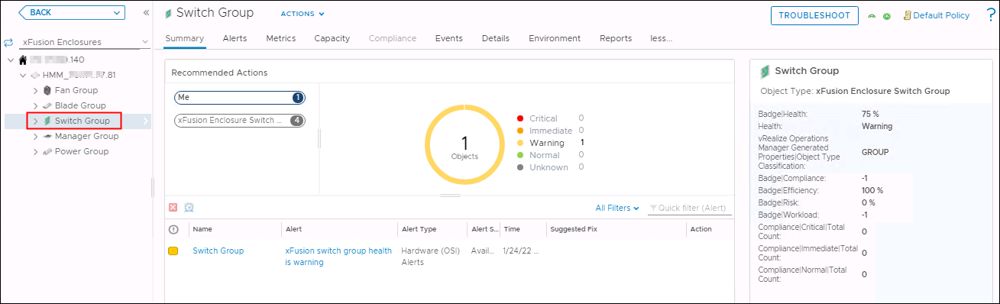 BACK
«
Switch Group
ACTIONS
TROUBLESHOOT
Default Policy
?
xFusion Enclosures
Summary
Alerts
Metrics
Capacity
Compliance
Events
Details
Environment
Reports
less...
.140
HMM_
7.81
Fan Group
Blade Group
Switch Group
Manager Group
Power Group
Recommended Actions
Me 1
xFusion Enclosure Switch ... 4
1
Objects
Critical 0
Immediate 0
Warning 1
Normal 0
Unknown 0
All Filters
Quick filter (Alert)
Name Alert Alert Type Alert S... Time Suggested Fix Action
Switch Group xFusion switch group health Hardware (OSI) Avail... 1/24/22 ...
is warning Alerts
Switch Group
Object Type: xFusion Enclosure Switch Group
Badge|Health: 75 %
Health: Warning
vRealize Operations
Manager Generated
Properties|Object Type GROUP
Classification:
Badge|Compliance: -1
Badge|Efficiency: 100 %
Badge|Risk: 0 %
Badge|Workload: -1
Compliance|Critical|Total 0
Count:
Compliance|Immediate|Total 0
Count:
Compliance|Normal|Total 0
Count: